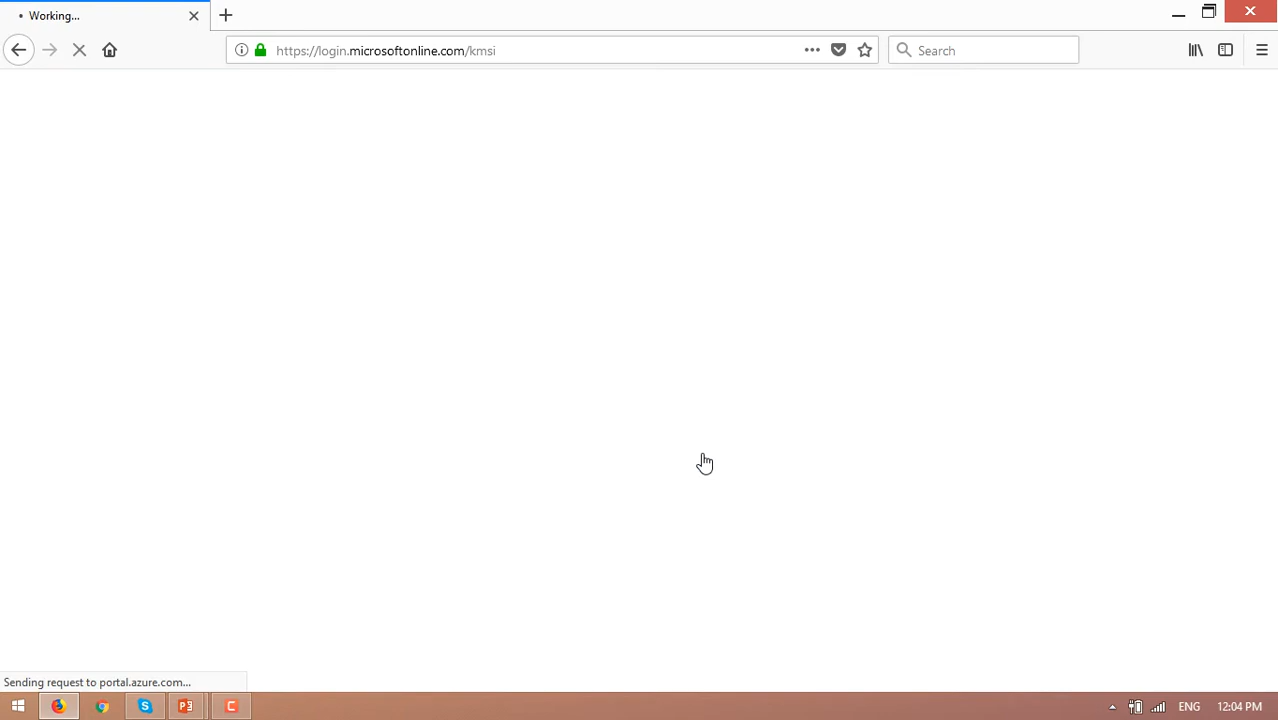 Working...
https://login.microsoftonline.com/kmsi
Search
Sending request to portal.azure.com...
ENG
12:04 PM